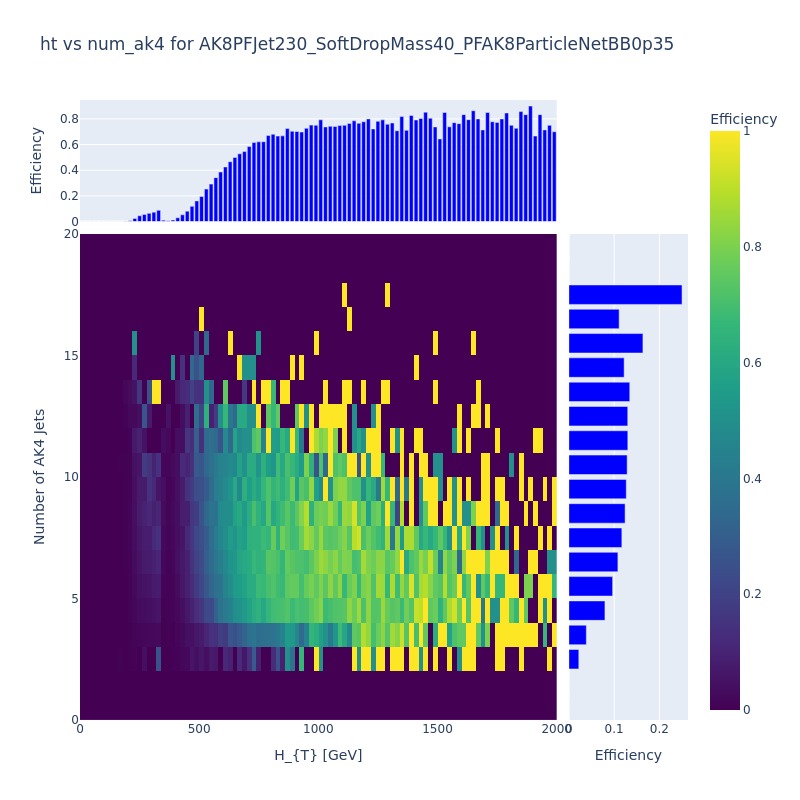 ht vs num_ak4 for AK8PFJet230_SoftDropMass40_PFAK8ParticleNetBB0p35
Efficiency
0.8
0.6
0.4
0.2
0
Efficiency
1
0.8
0.6
0.4
0.2
0
Number of AK4 Jets
20
15
10
5
0
0 500 1000 1500 2000
H_{T} [GeV]
0 0.1 0.2
Efficiency